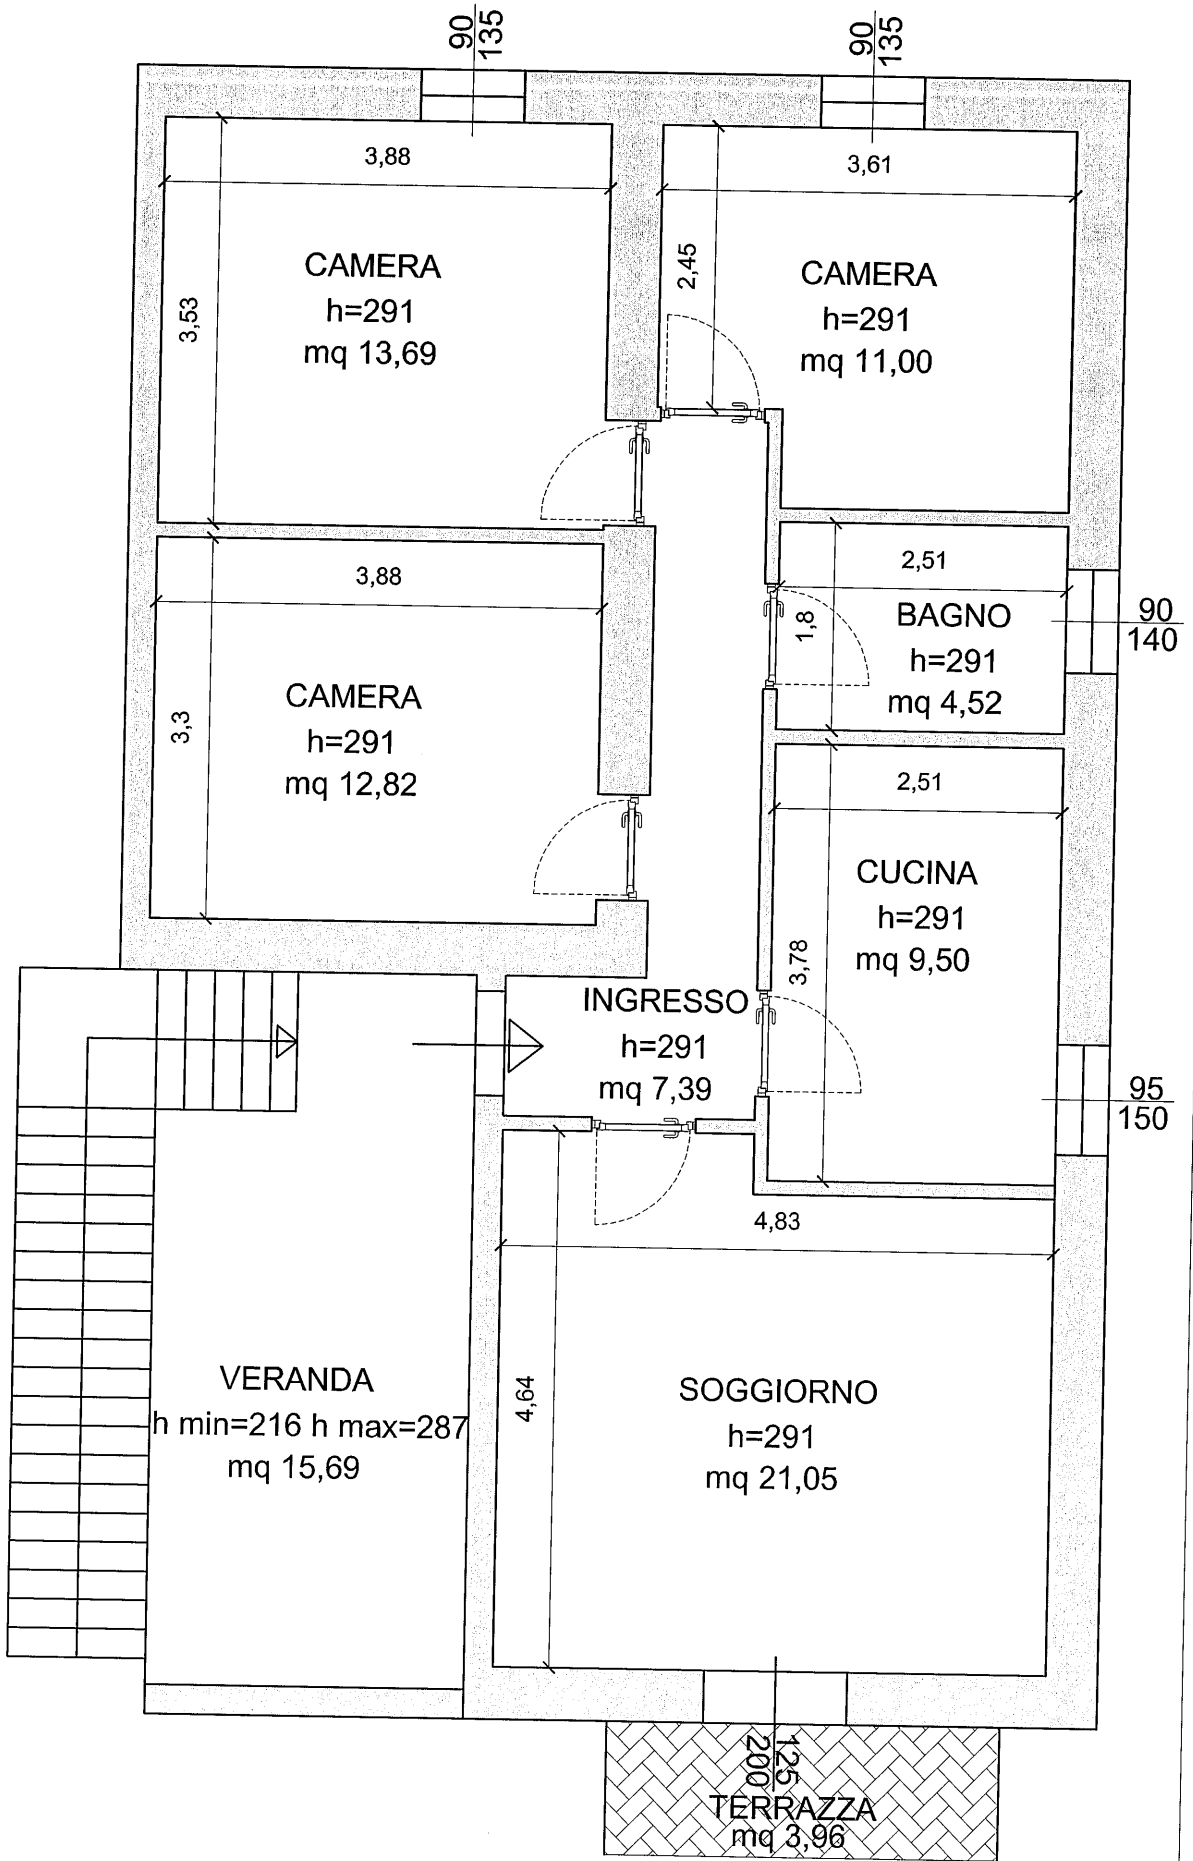 90
135
90
135
3,88
3,61
CAMERA
h=291
mq 13,69
3,53
2,45
CAMERA
h=291
mq 11,00
3,88
2,51
CAMERA
h=291
mq 12,82
3,3
1,8
BAGNO
h=291
mq 4,52
90
140
2,51
CUCINA
h=291
mq 9,50
3,78
INGRESSO
h=291
mq 7,39
95
150
4,83
4,64
VERANDA
h min=216 h max=287
mq 15,69
SOGGIORNO
h=291
mq 21,05
125
200
TERRAZZA
mq 3,96